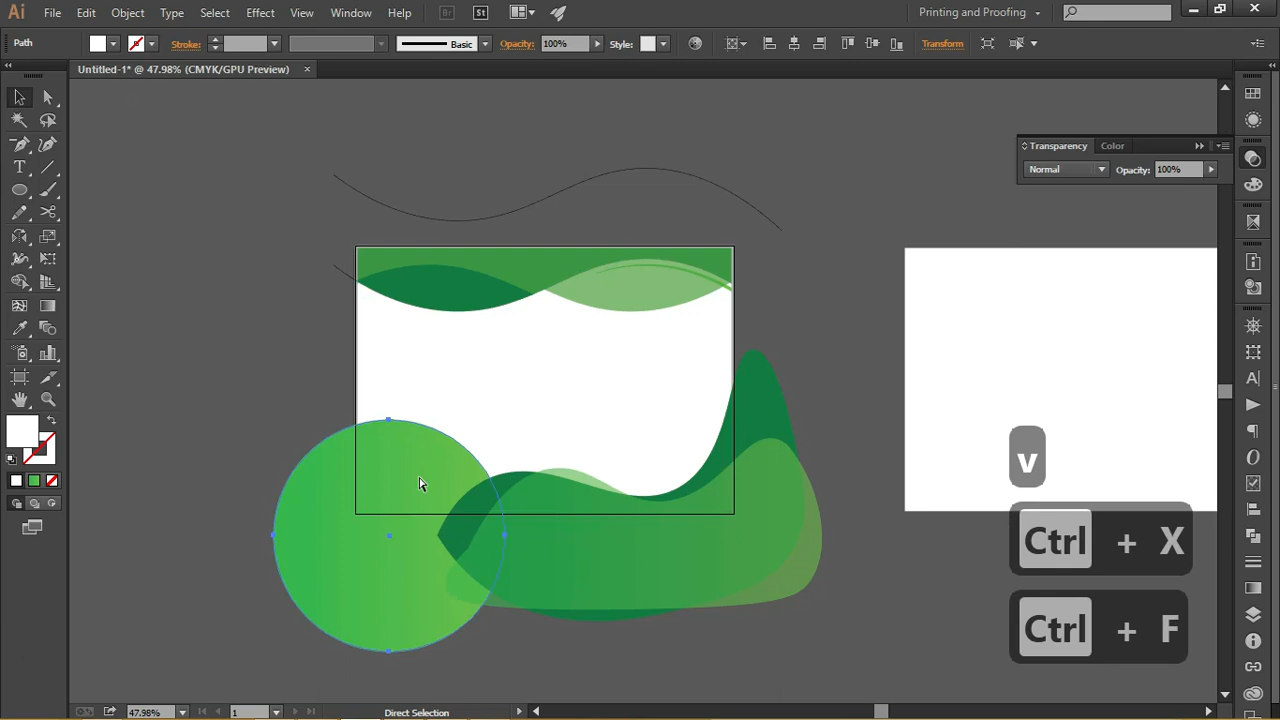 Ai File Edit Object Type Select Effect View Window Help Br St Printing and Proofing
Path Stroke: Basic Opacity: 100% Style: Transform
Untitled-1* @ 47.98% (CMYK/GPU Preview) ×
Transparency Color
Normal Opacity: 100%
v
Ctrl + X
Ctrl + F
47.98% 1 Direct Selection